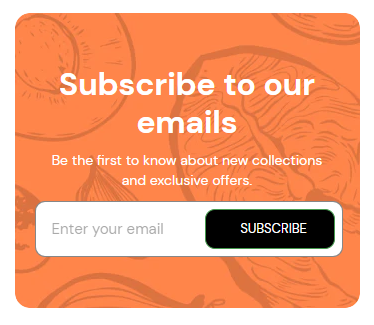 Subscribe to our
emails
Be the first to know about new collections
and exclusive offers.
Enter your email
SUBSCRIBE